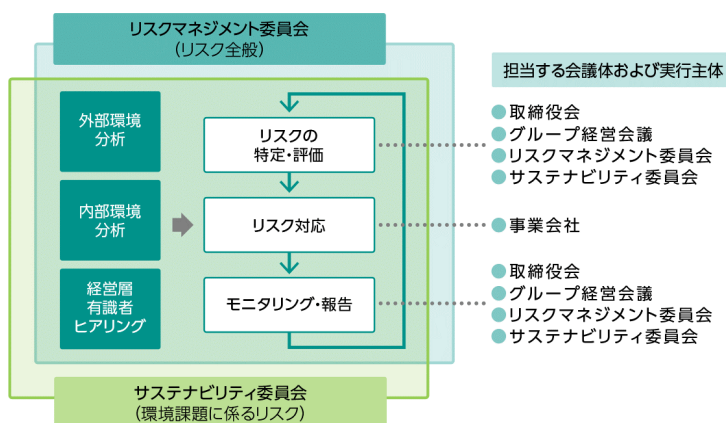 リスクマネジメント委員会
(リスク全般)
担当する会議体および実行主体
外部環境
分析
内部環境
分析
経営層
有識者
ヒアリング
リスクの
特定・評価
リスク対応
モニタリング・報告
取締役会
グループ経営会議
リスクマネジメント委員会
サステナビリティ委員会
事業会社
取締役会
グループ経営会議
リスクマネジメント委員会
サステナビリティ委員会
サステナビリティ委員会
(環境課題に係るリスク)